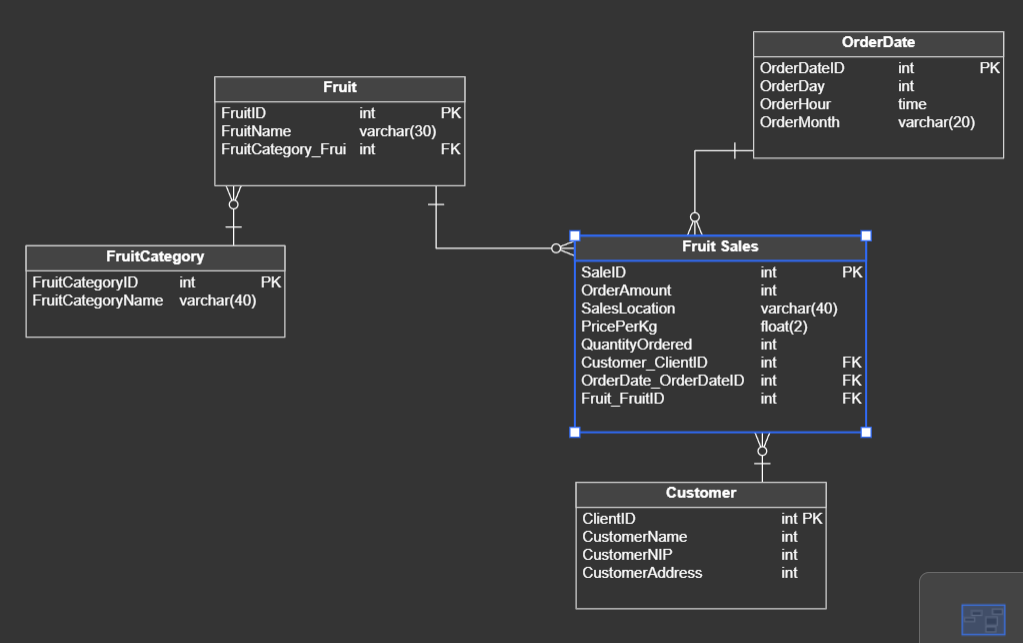 OrderDate
OrderDateID int PK
OrderDay int
OrderHour time
OrderMonth varchar(20)
Fruit
FruitID int PK
FruitName varchar(30)
FruitCategory_Frui int FK
FruitCategory
FruitCategoryID int PK
FruitCategoryName varchar(40)
Fruit Sales
SaleID int PK
OrderAmount int
SalesLocation varchar(40)
PricePerKg float(2)
QuantityOrdered int
Customer_ClientID int FK
OrderDate_OrderDateID int FK
Fruit_FruitID int FK
Customer
ClientID int PK
CustomerName int
CustomerNIP int
CustomerAddress int